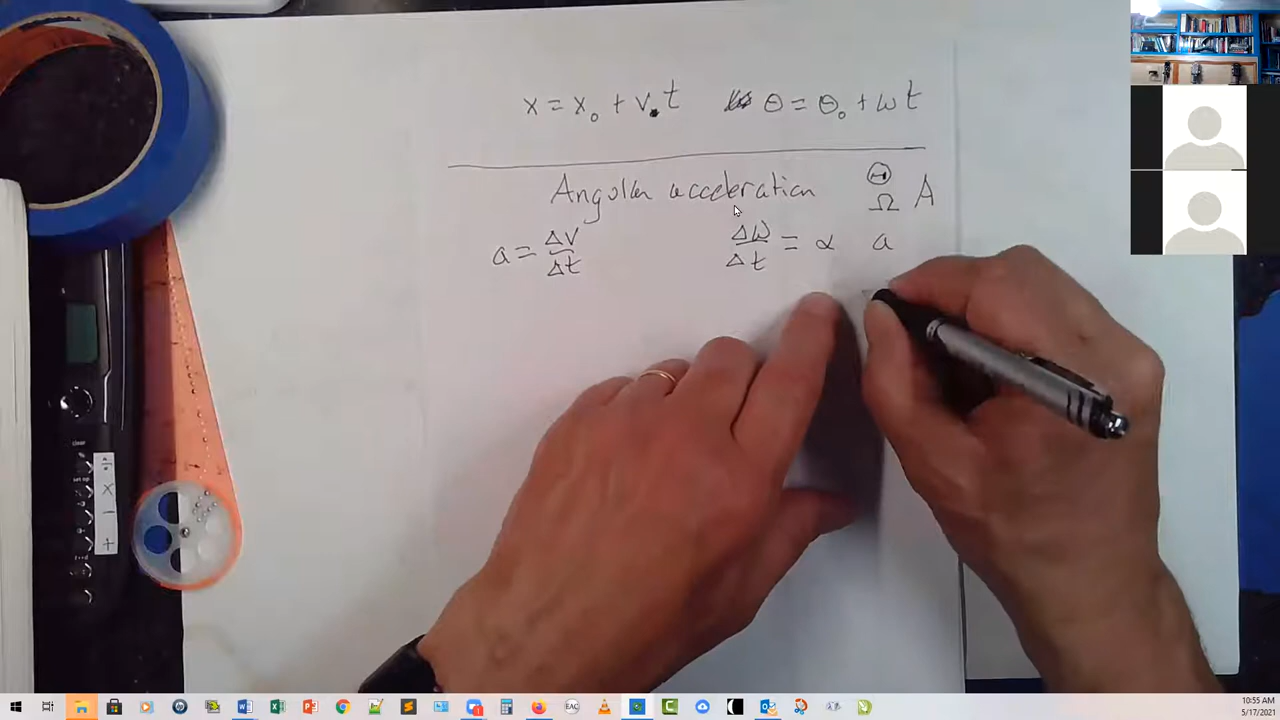 x = x₀ + v₀t θ = θ₀ + ωt
Angular acceleration Θ
Ω A
a = Δv/Δt Δω/Δt = α a
÷
x
-
+
10:55 AM
5/17/2021